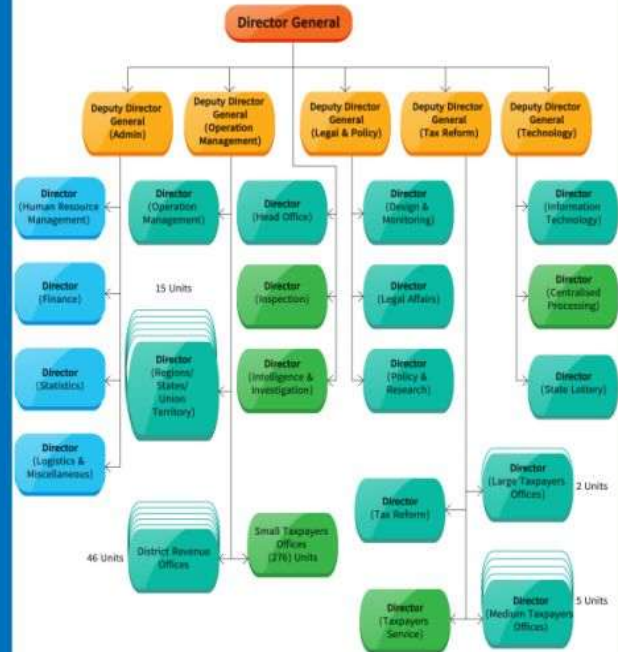 Director General
Deputy Director
General
(Admin)
Deputy Director
General
(Operation
Management)
Deputy Director
General
(Legal & Policy)
Deputy Director
General
(Tax Reform)
Deputy Director
General
(Technology)
Director
(Human Resource
Management)
Director
(Operation
Management)
Director
(Head Office)
Director
(Design &
Monitoring)
Director
(Information
Technology)
15 Units
Director
(Finance)
Director
(Inspection)
Director
(Legal Affairs)
Director
(Centralised
Processing)
Director
(Statistics)
Director
(Regions/
States/
Union
Territory)
Director
(Intelligence &
Investigation)
Director
(Policy &
Research)
Director
(State Lottery)
Director
(Logistics &
Miscellaneous)
Director
(Tax Reform)
Director
(Large Taxpayers
Offices)
2 Units
46 Units
District Revenue
Offices
Small Taxpayers
Offices
(276) Units
Director
(Taxpayers
Service)
Director
(Medium Taxpayers
Offices)
5 Units